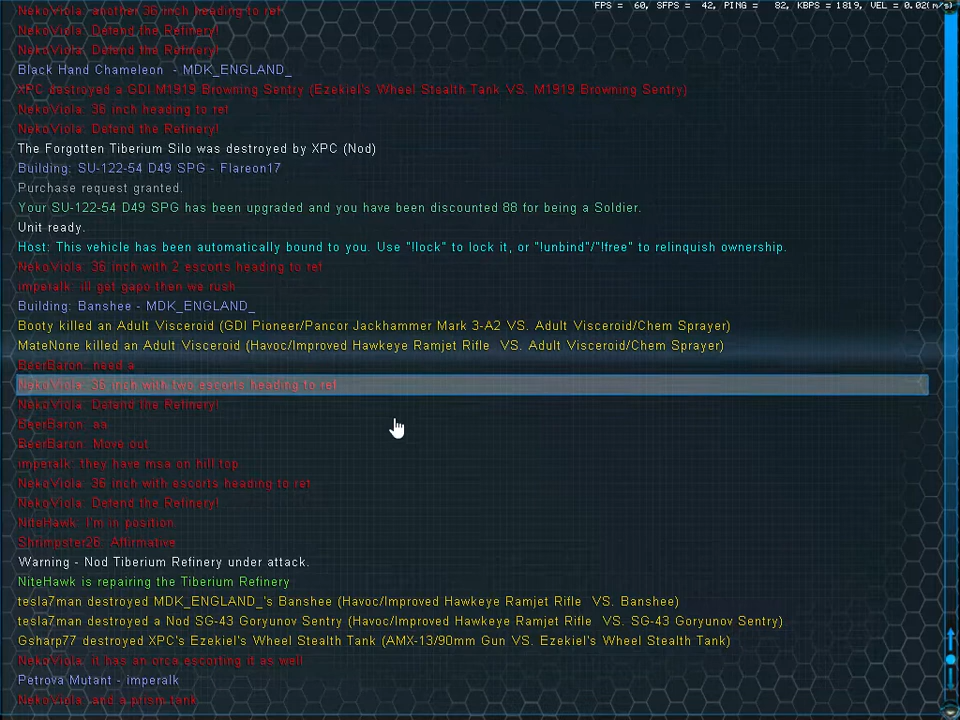 FPS = 60, SFPS = 42, PING = 82, KBPS = 1819, VEL = 0.02(m/s)
NekoViola: another 36 inch heading to ref
NekoViola: Defend the Refinery!
NekoViola: Defend the Refinery!
Black Hand Chameleon - MDK_ENGLAND_
XPC destroyed a GDI M1919 Browning Sentry (Ezekiel's Wheel Stealth Tank VS. M1919 Browning Sentry)
NekoViola: 36 inch heading to ref
NekoViola: Defend the Refinery!
The Forgotten Tiberium Silo was destroyed by XPC (Nod)
Building: SU-122-54 D49 SPG - Flareon17
Purchase request granted.
Your SU-122-54 D49 SPG has been upgraded and you have been discounted 88 for being a Soldier.
Unit ready.
Host: This vehicle has been automatically bound to you. Use "!lock" to lock it, or "!unbind"/"!free" to relinquish ownership.
NekoViola: 36 inch with 2 escorts heading to ref
imperalk: ill get gapo then we rush
Building: Banshee - MDK_ENGLAND_
Booty killed an Adult Visceroid (GDI Pioneer/Pancor Jackhammer Mark 3-A2 VS. Adult Visceroid/Chem Sprayer)
MateNone killed an Adult Visceroid (Havoc/Improved Hawkeye Ramjet Rifle VS. Adult Visceroid/Chem Sprayer)
BeerBaron: need a
NekoViola: 36 inch with two escorts heading to ref
NekoViola: Defend the Refinery!
BeerBaron: aa
BeerBaron: Move out
imperalk: they have msa on hill top
NekoViola: 36 inch with escorts heading to ref
NekoViola: Defend the Refinery!
NiteHawk: I'm in position
Shrimpster26: Affirmative
Warning - Nod Tiberium Refinery under attack.
NiteHawk is repairing the Tiberium Refinery
tesla7man destroyed MDK_ENGLAND_'s Banshee (Havoc/Improved Hawkeye Ramjet Rifle VS. Banshee)
tesla7man destroyed a Nod SG-43 Goryunov Sentry (Havoc/Improved Hawkeye Ramjet Rifle VS. SG-43 Goryunov Sentry)
Gsharp77 destroyed XPC's Ezekiel's Wheel Stealth Tank (AMX-13/90mm Gun VS. Ezekiel's Wheel Stealth Tank)
NekoViola: it has an orca escorting it as well
Petrova Mutant - imperalk
NekoViola: and a prism tank